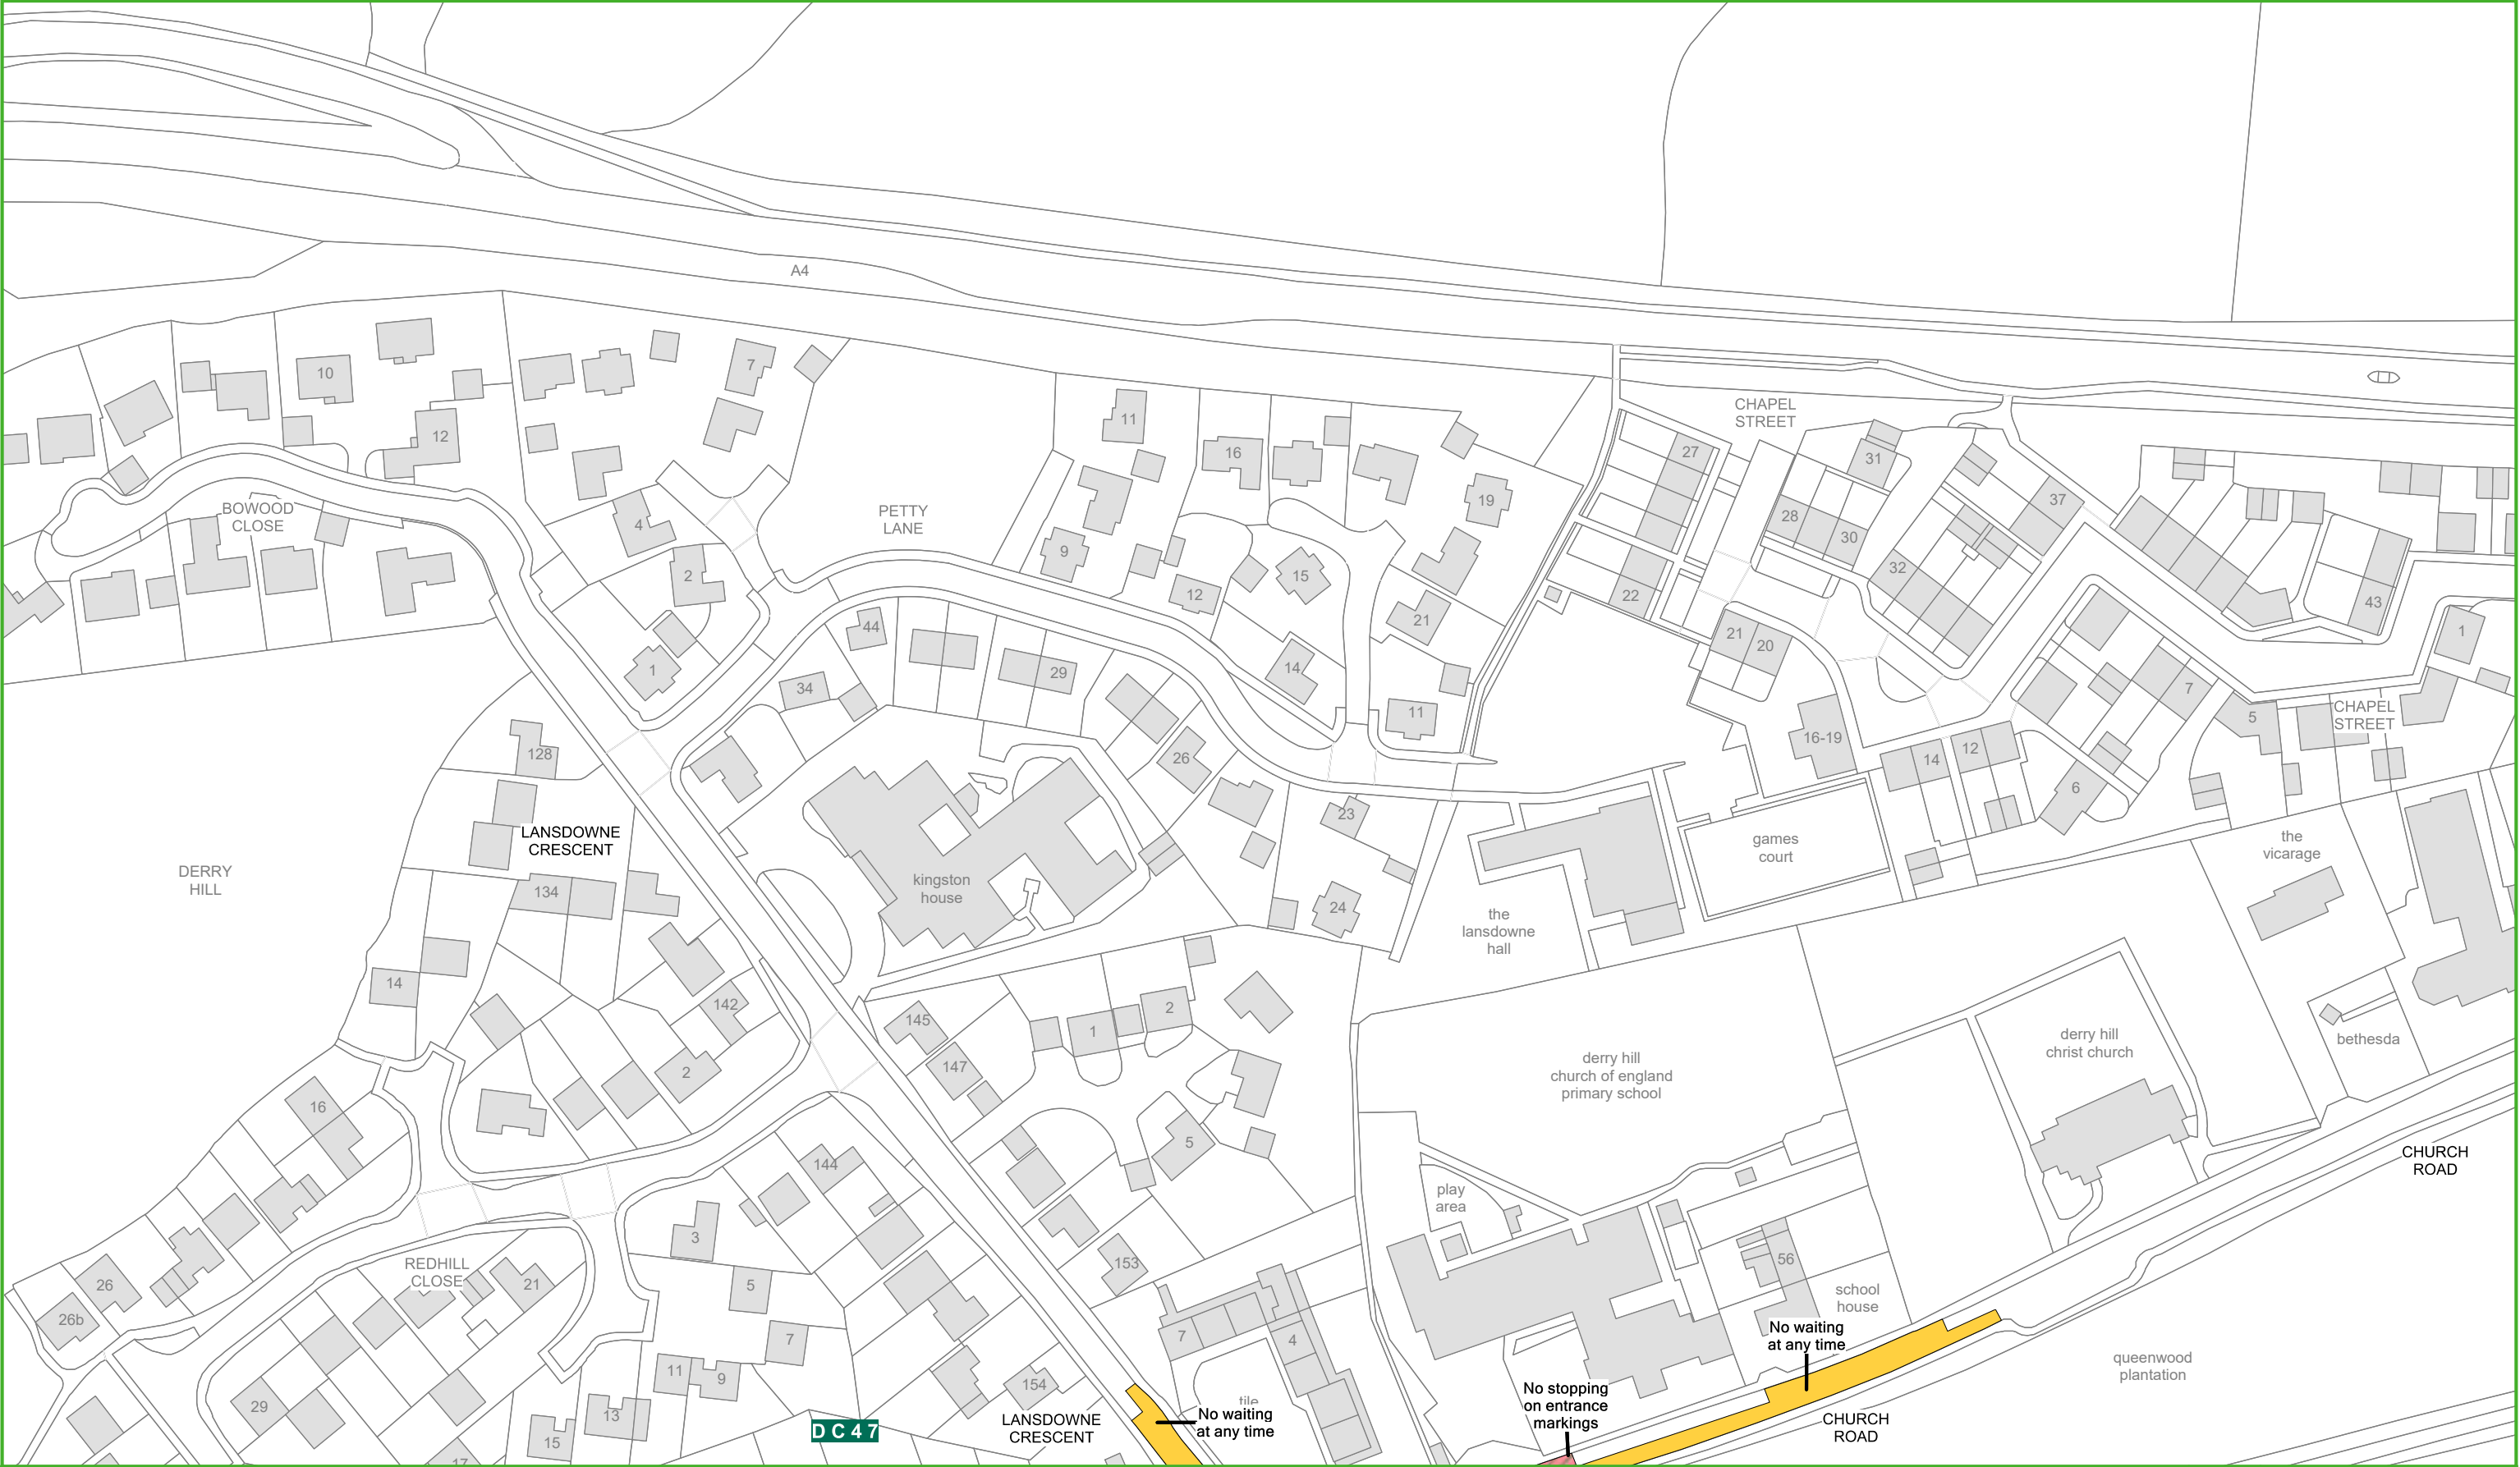 A4
10
12
7
11
16
19
CHAPEL
STREET
27
31
28
30
37
32
43
1
BOWOOD
CLOSE
PETTY
LANE
4
2
1
9
12
15
14
21
11
22
21
20
16-19
44
34
29
26
23
24
14
12
7
6
5
CHAPEL
STREET
128
LANSDOWNE
CRESCENT
134
14
142
2
DERRY
HILL
kingston
house
the
lansdowne
hall
games
court
the
vicarage
bethesda
derry hill
christ church
derry hill
church of england
primary school
145
147
1
2
5
153
16
26
26b
REDHILL
CLOSE
21
29
3
5
7
9
11
13
15
17
144
154
play
area
56
school
house
7
4
tile
CHURCH
ROAD
No waiting
at any time
No stopping
on entrance
markings
CHURCH
ROAD
queenwood
plantation
LANSDOWNE
CRESCENT
No waiting
at any time
DC47